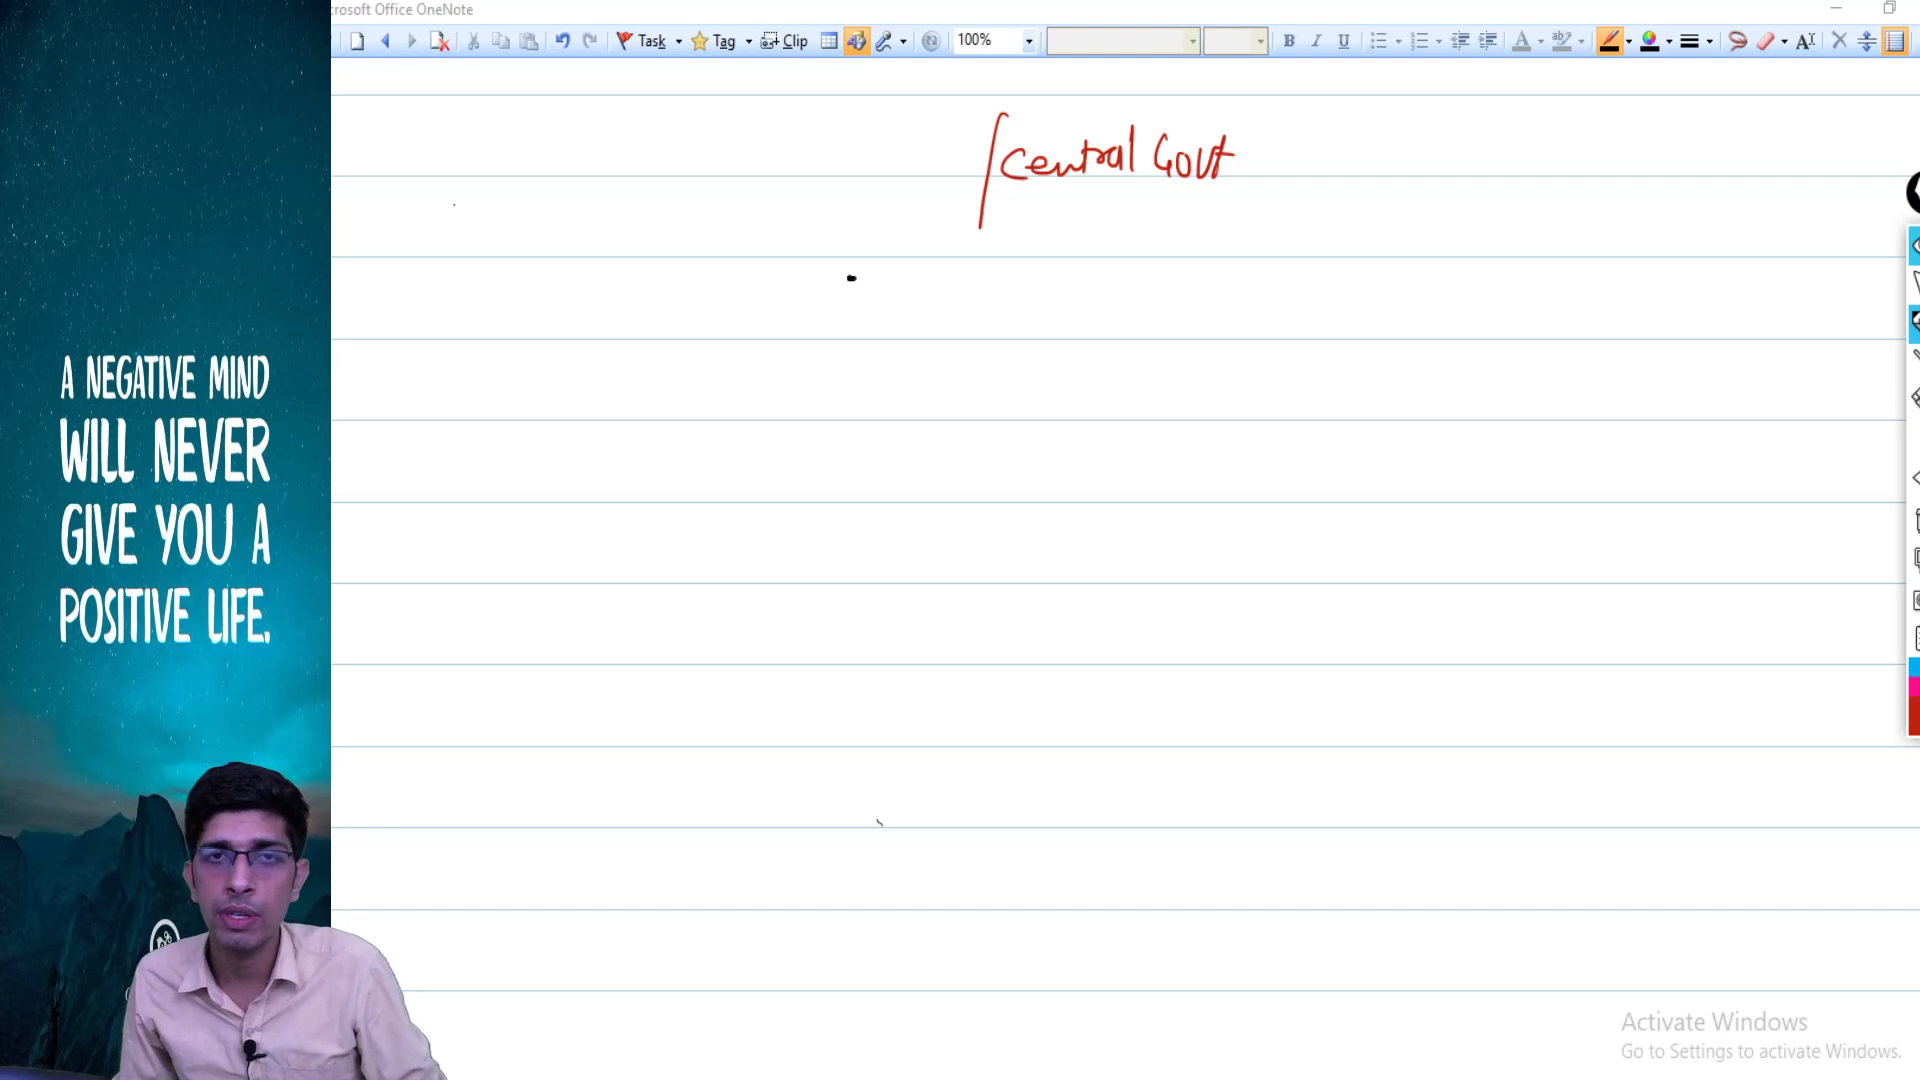 crosoft Office OneNote
Task Tag Clip 100% B I U
Central Govt
A NEGATIVE MIND
WILL NEVER
GIVE YOU A
POSITIVE LIFE.
Activate Windows
Go to Settings to activate Windows.